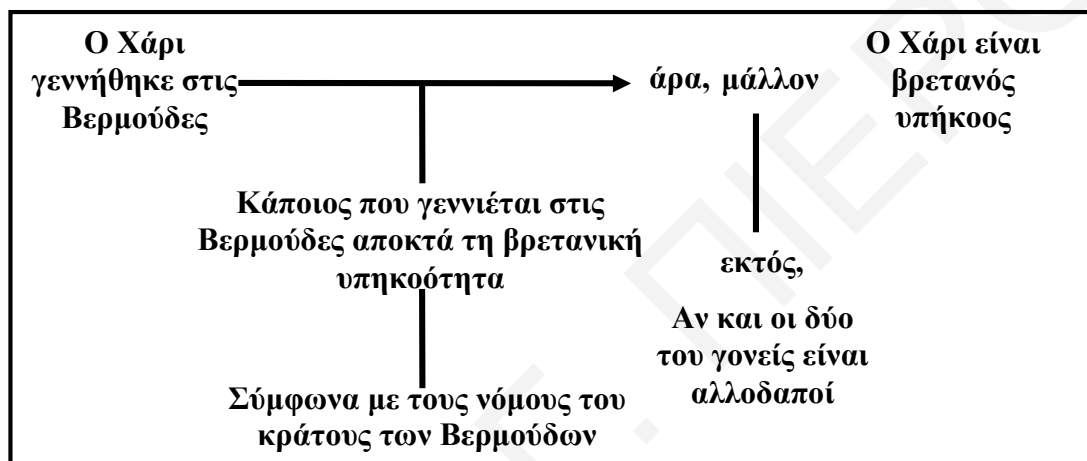 Ο Χάρι
γεννήθηκε στις
Βερμούδες
άρα, μάλλον
Ο Χάρι είναι
βρετανός
υπήκοος
Κάποιος που γεννιέται στις
Βερμούδες αποκτά τη βρετανική
υπηκοότητα
Σύμφωνα με τους νόμους του
κράτους των Βερμούδων
εκτός,
Αν και οι δύο
του γονείς είναι
αλλοδαποί